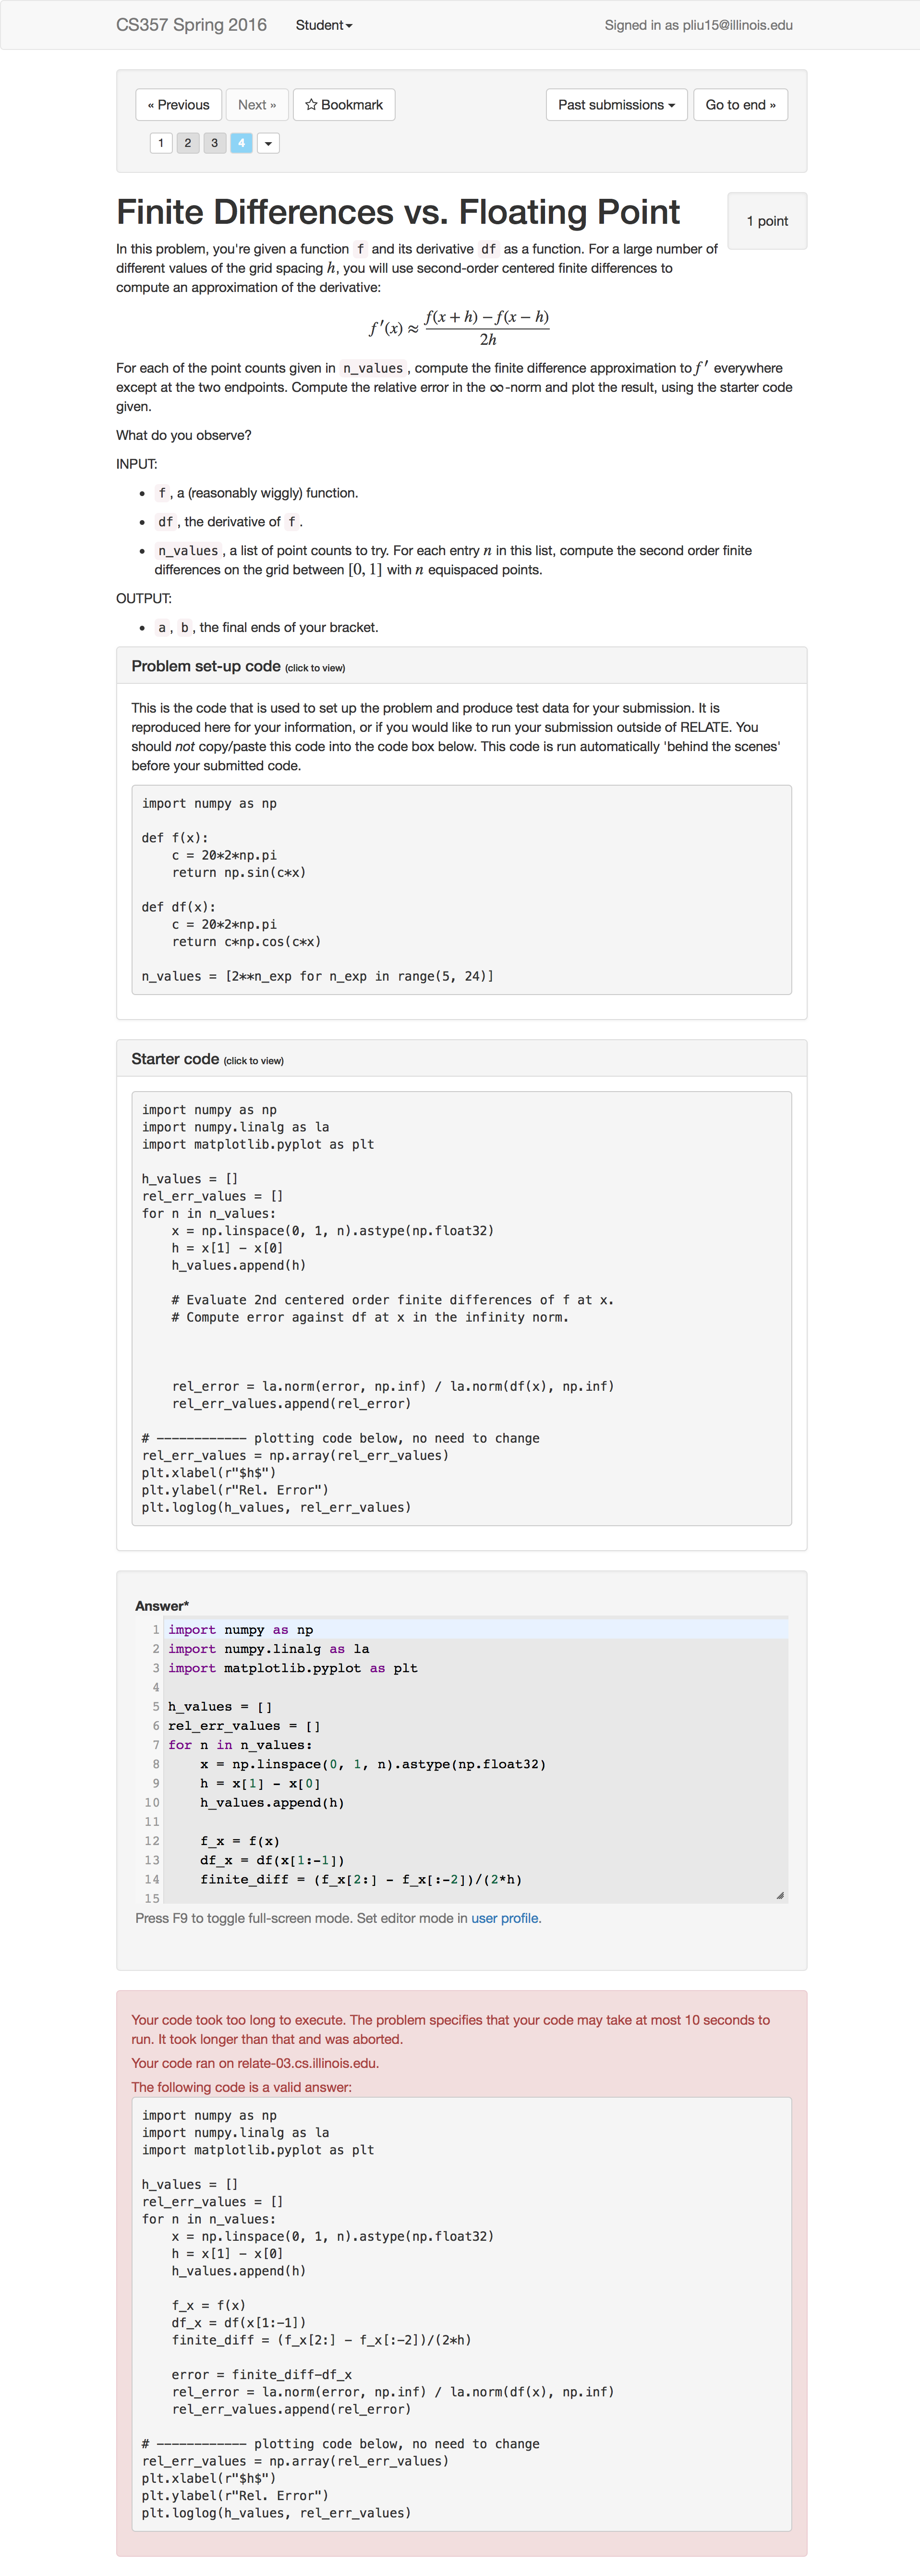 CS357 Spring 2016
Student
Signed in as pliu15@illinois.edu
« Previous
Next »
Bookmark
Past submissions
Go to end »
1 2 3 4
Finite Differences vs. Floating Point
1 point
In this problem, you're given a function f and its derivative df as a function. For a large number of
different values of the grid spacing h, you will use second-order centered finite differences to
compute an approximation of the derivative:
f′(x) ≈ f(x + h) − f(x − h) / 2h
For each of the point counts given in n_values , compute the finite difference approximation to f′ everywhere
except at the two endpoints. Compute the relative error in the ∞-norm and plot the result, using the starter code
given.
What do you observe?
INPUT:
• f , a (reasonably wiggly) function.
• df , the derivative of f .
• n_values , a list of point counts to try. For each entry n in this list, compute the second order finite
differences on the grid between [0, 1] with n equispaced points.
OUTPUT:
• a , b , the final ends of your bracket.
Problem set-up code (click to view)
This is the code that is used to set up the problem and produce test data for your submission. It is
reproduced here for your information, or if you would like to run your submission outside of RELATE. You
should not copy/paste this code into the code box below. This code is run automatically 'behind the scenes'
before your submitted code.
import numpy as np
def f(x):
    c = 20*2*np.pi
    return np.sin(c*x)
def df(x):
    c = 20*2*np.pi
    return c*np.cos(c*x)
n_values = [2**n_exp for n_exp in range(5, 24)]
Starter code (click to view)
import numpy as np
import numpy.linalg as la
import matplotlib.pyplot as plt
h_values = []
rel_err_values = []
for n in n_values:
    x = np.linspace(0, 1, n).astype(np.float32)
    h = x[1] - x[0]
    h_values.append(h)
    # Evaluate 2nd centered order finite differences of f at x.
    # Compute error against df at x in the infinity norm.
    rel_error = la.norm(error, np.inf) / la.norm(df(x), np.inf)
    rel_err_values.append(rel_error)
# ------------ plotting code below, no need to change
rel_err_values = np.array(rel_err_values)
plt.xlabel(r"$h$")
plt.ylabel(r"Rel. Error")
plt.loglog(h_values, rel_err_values)
Answer*
1 import numpy as np
2 import numpy.linalg as la
3 import matplotlib.pyplot as plt
4
5 h_values = []
6 rel_err_values = []
7 for n in n_values:
8     x = np.linspace(0, 1, n).astype(np.float32)
9     h = x[1] - x[0]
10     h_values.append(h)
11
12     f_x = f(x)
13     df_x = df(x[1:-1])
14     finite_diff = (f_x[2:] - f_x[:-2])/(2*h)
15
Press F9 to toggle full-screen mode. Set editor mode in user profile.
Your code took too long to execute. The problem specifies that your code may take at most 10 seconds to
run. It took longer than that and was aborted.
Your code ran on relate-03.cs.illinois.edu.
The following code is a valid answer:
import numpy as np
import numpy.linalg as la
import matplotlib.pyplot as plt
h_values = []
rel_err_values = []
for n in n_values:
    x = np.linspace(0, 1, n).astype(np.float32)
    h = x[1] - x[0]
    h_values.append(h)
    f_x = f(x)
    df_x = df(x[1:-1])
    finite_diff = (f_x[2:] - f_x[:-2])/(2*h)
    error = finite_diff-df_x
    rel_error = la.norm(error, np.inf) / la.norm(df(x), np.inf)
    rel_err_values.append(rel_error)
# ------------ plotting code below, no need to change
rel_err_values = np.array(rel_err_values)
plt.xlabel(r"$h$")
plt.ylabel(r"Rel. Error")
plt.loglog(h_values, rel_err_values)